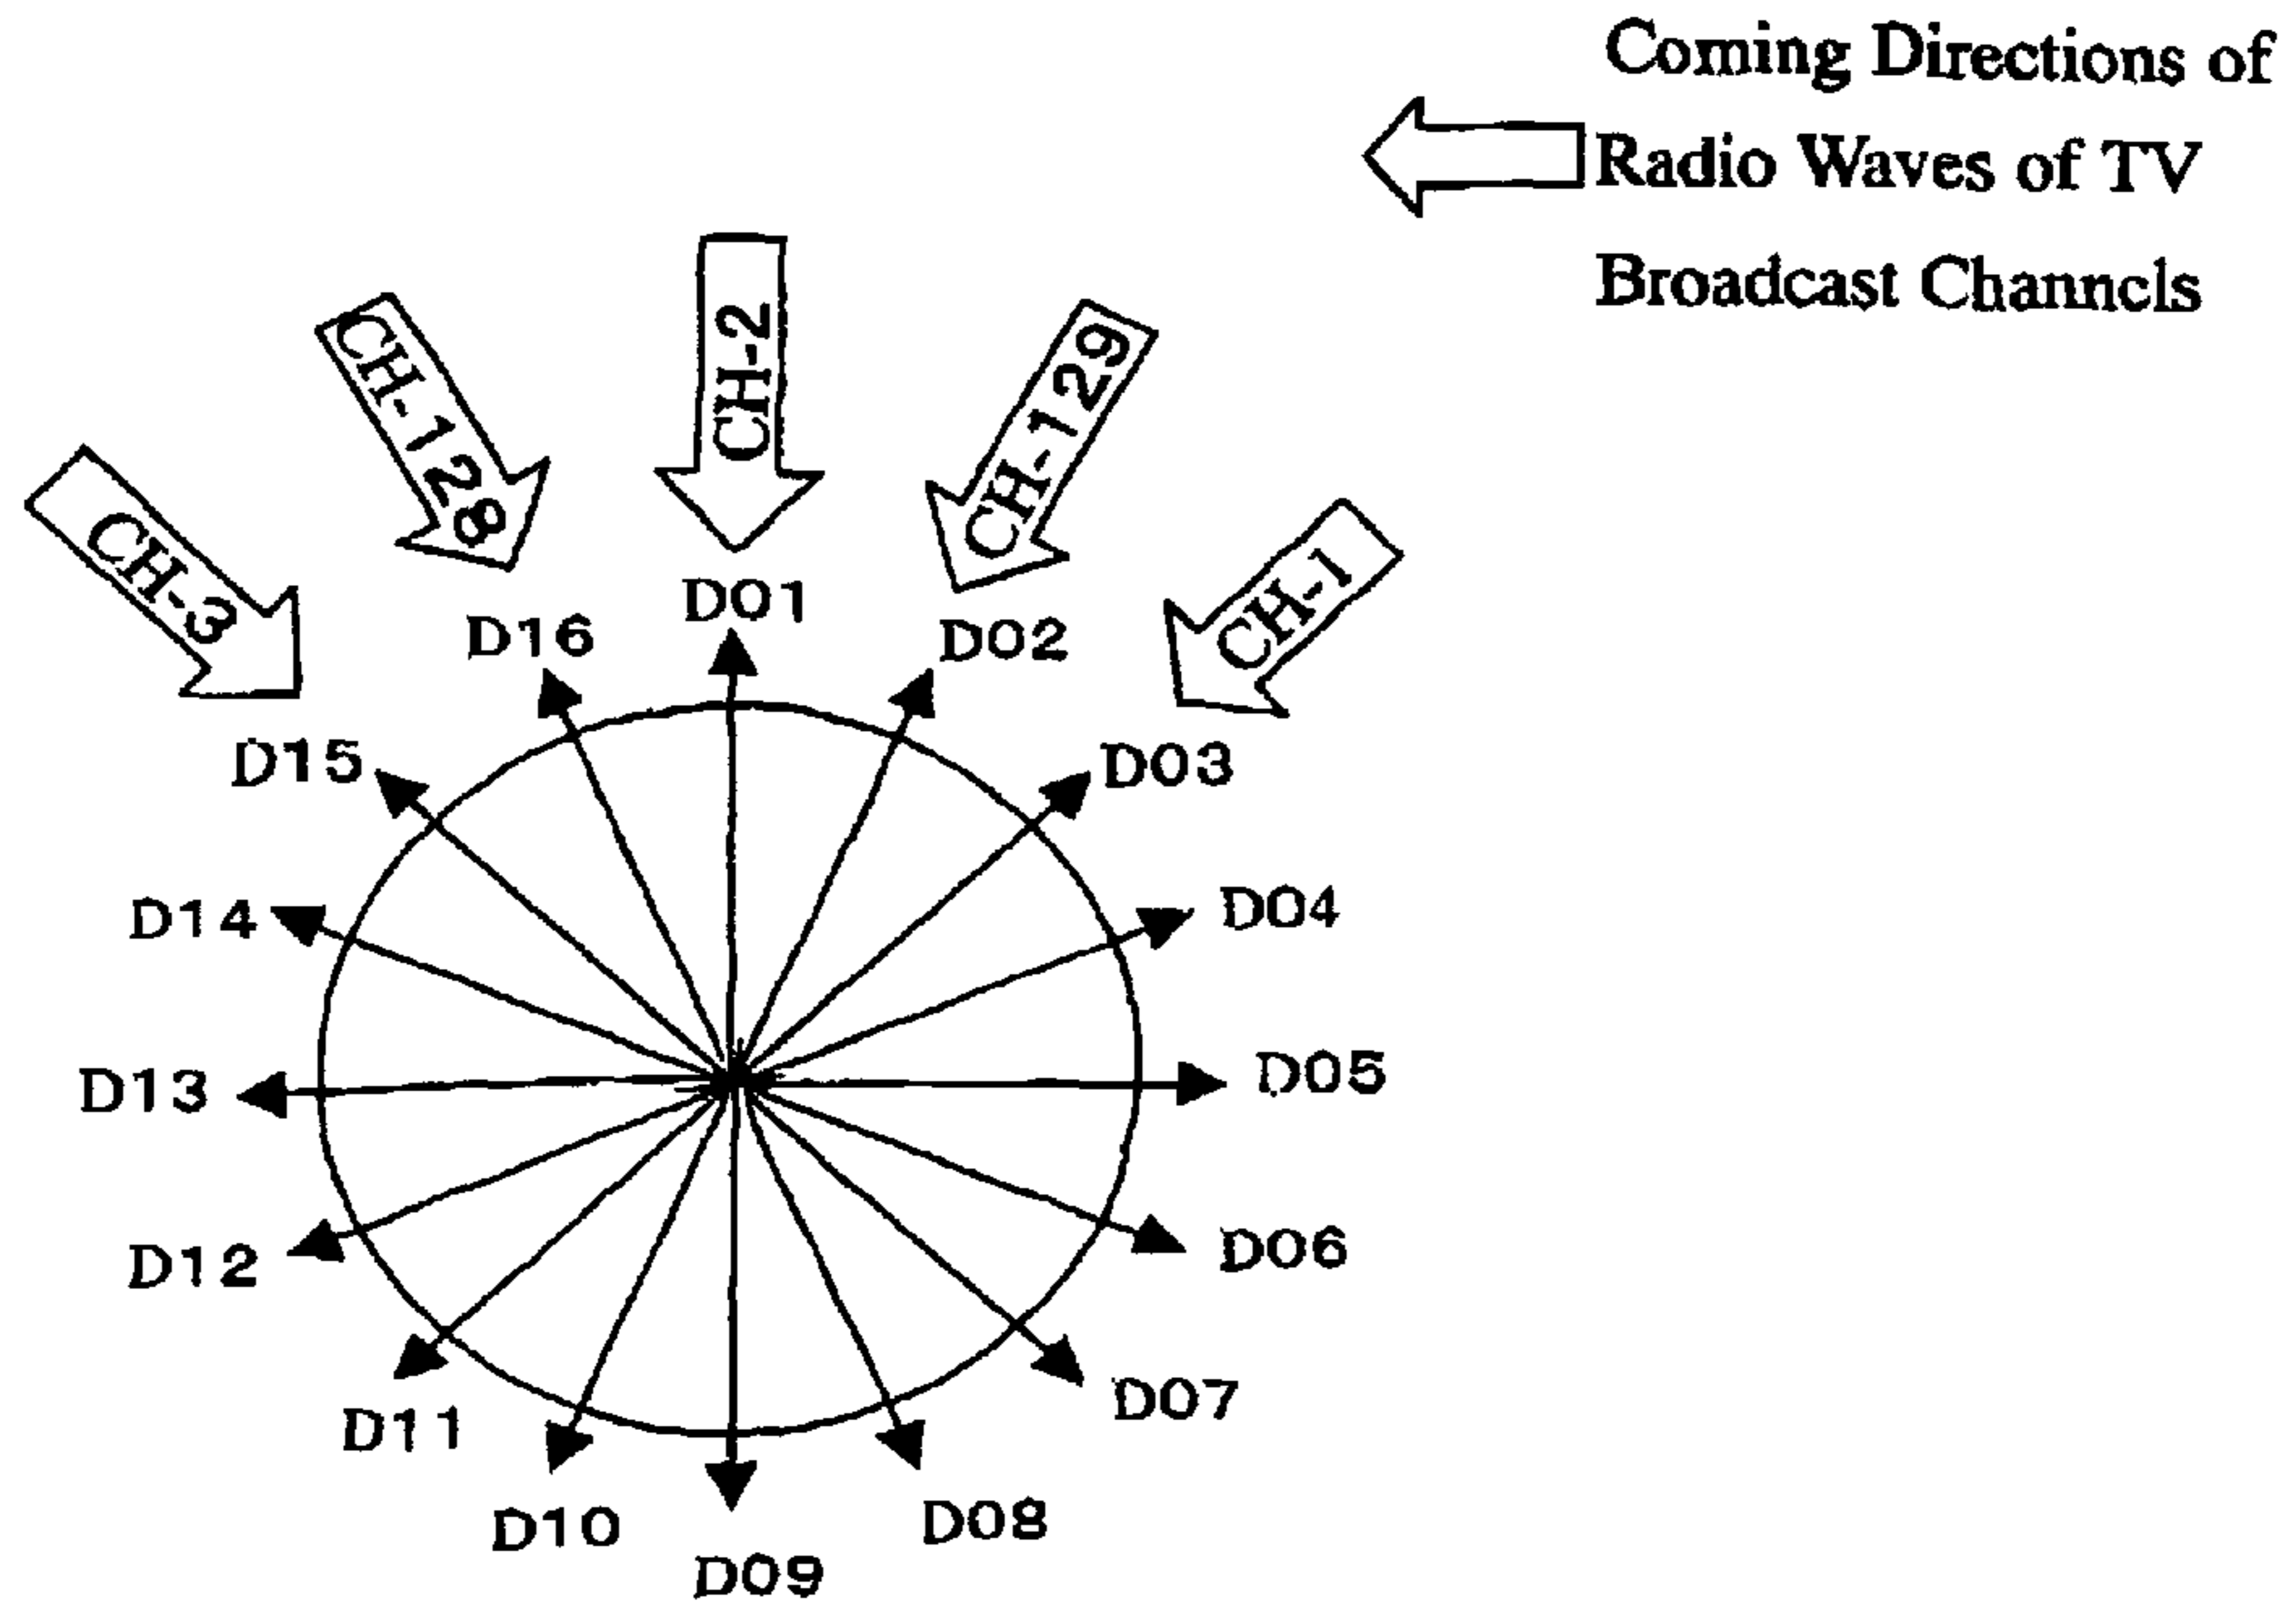 Coming Directions of
Radio Waves of TV
Broadcast Channels
CH-2
CH-128
CH-129
CH-3
CH-1
D01
D16
D02
D15
D03
D14
D04
D13
D05
D12
D06
D11
D07
D10
D08
D09